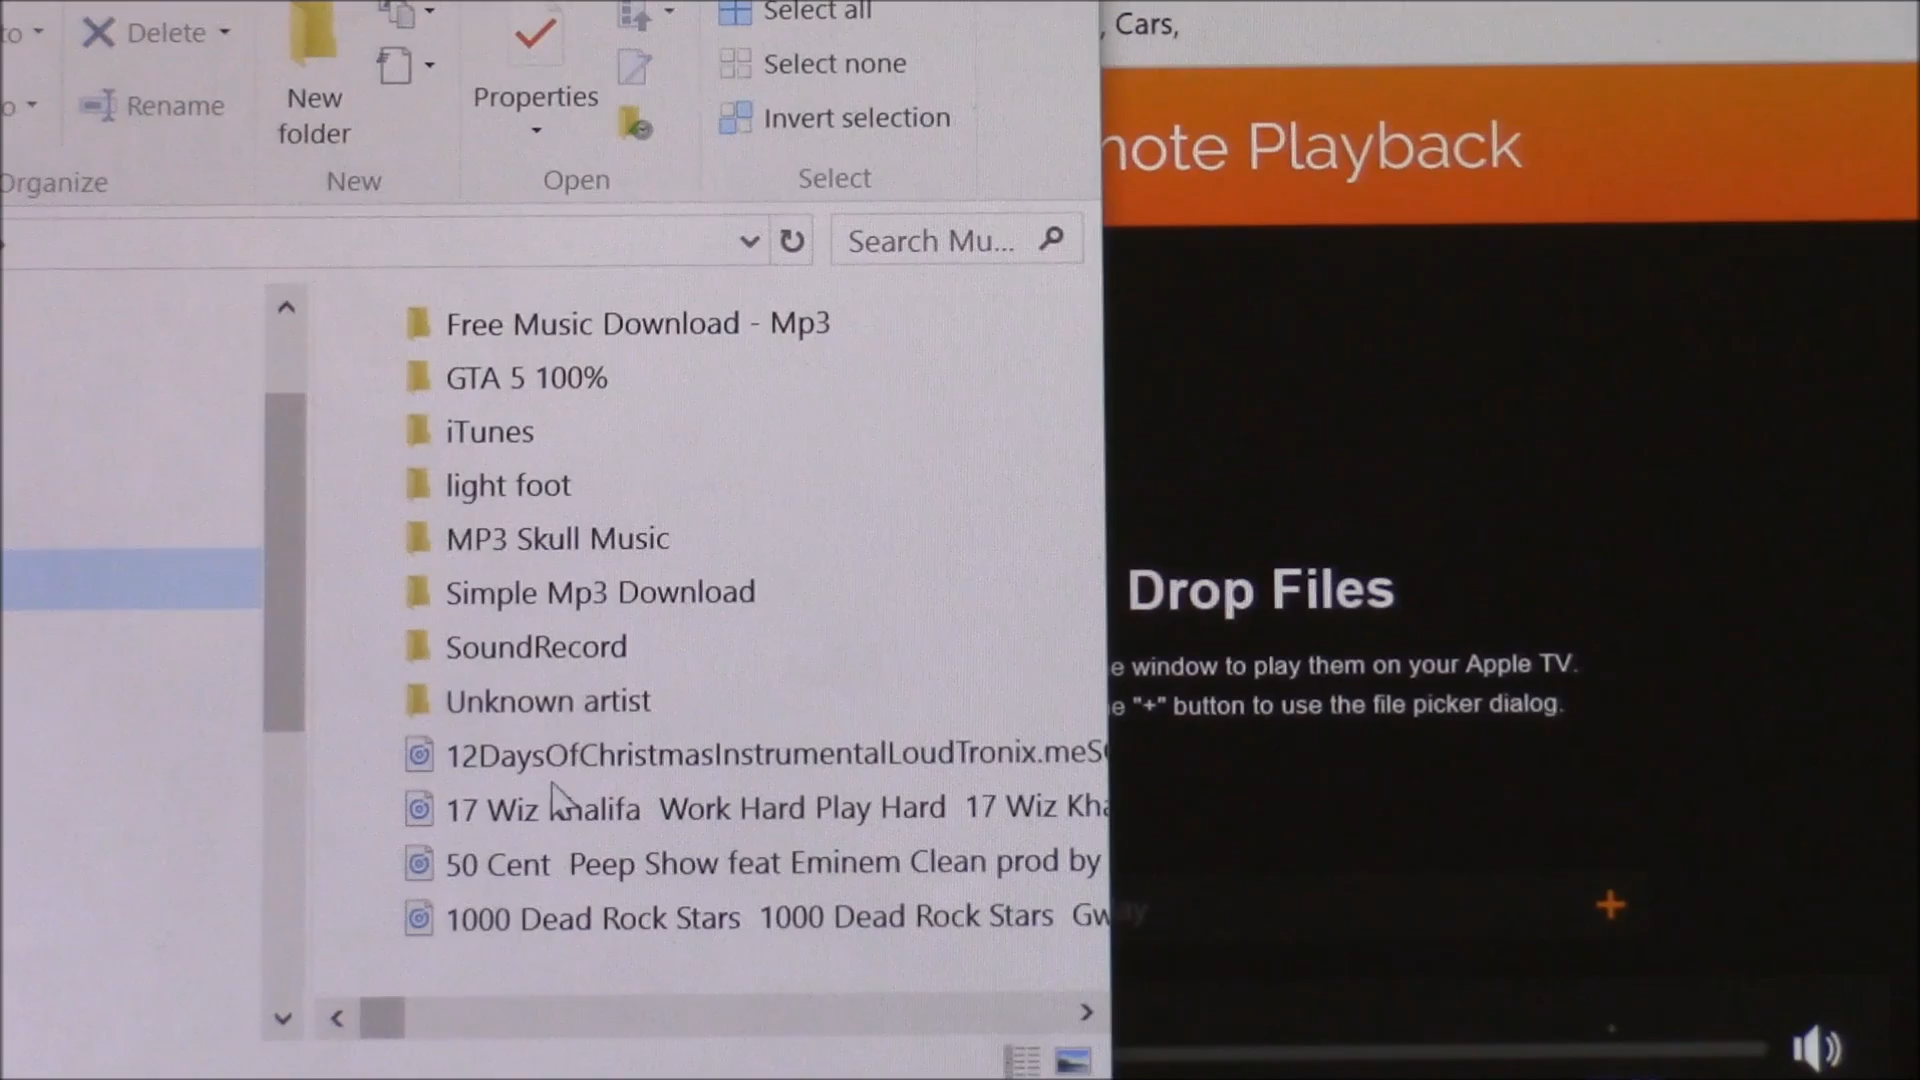 Delete
Rename
Organize
New
folder
New
Properties
Open
Select all
Select none
Invert selection
Select
Search Mu...
Free Music Download - Mp3
GTA 5 100%
iTunes
light foot
MP3 Skull Music
Simple Mp3 Download
SoundRecord
Unknown artist
12DaysOfChristmasInstrumentalLoudTronix.meS
17 Wiz Khalifa Work Hard Play Hard 17 Wiz Kha
50 Cent Peep Show feat Eminem Clean prod by
1000 Dead Rock Stars 1000 Dead Rock Stars Gw
, Cars,
mote Playback
Drop Files
e window to play them on your Apple TV.
e "+" button to use the file picker dialog.